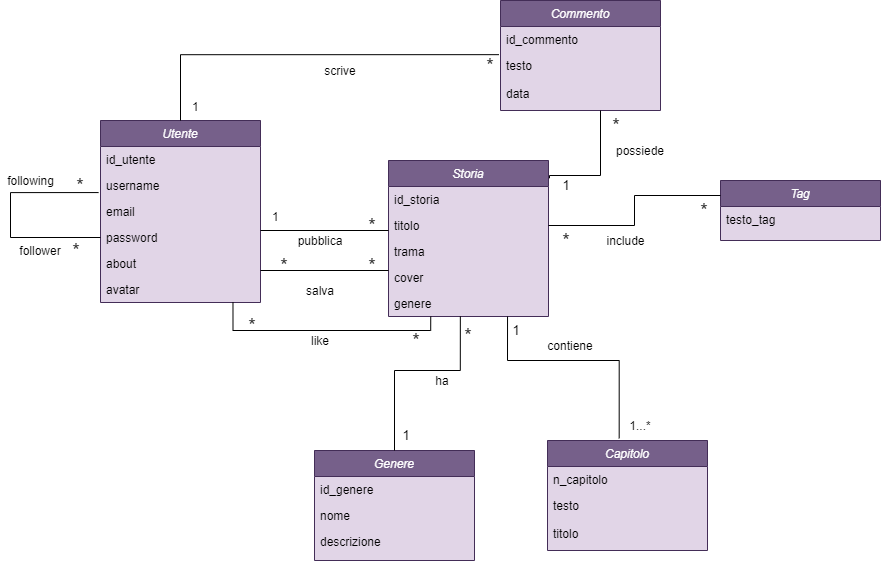 Commento
id_commento
testo
data
scrive
*
1
*
possiede
1
Utente
id_utente
username
email
password
about
avatar
following
*
follower
*
Storia
id_storia
titolo
trama
cover
genere
Tag
testo_tag
*
include
*
1
*
pubblica
*
*
salva
*
*
like
*
ha
1
1
contiene
1...*
Genere
id_genere
nome
descrizione
Capitolo
n_capitolo
testo
titolo